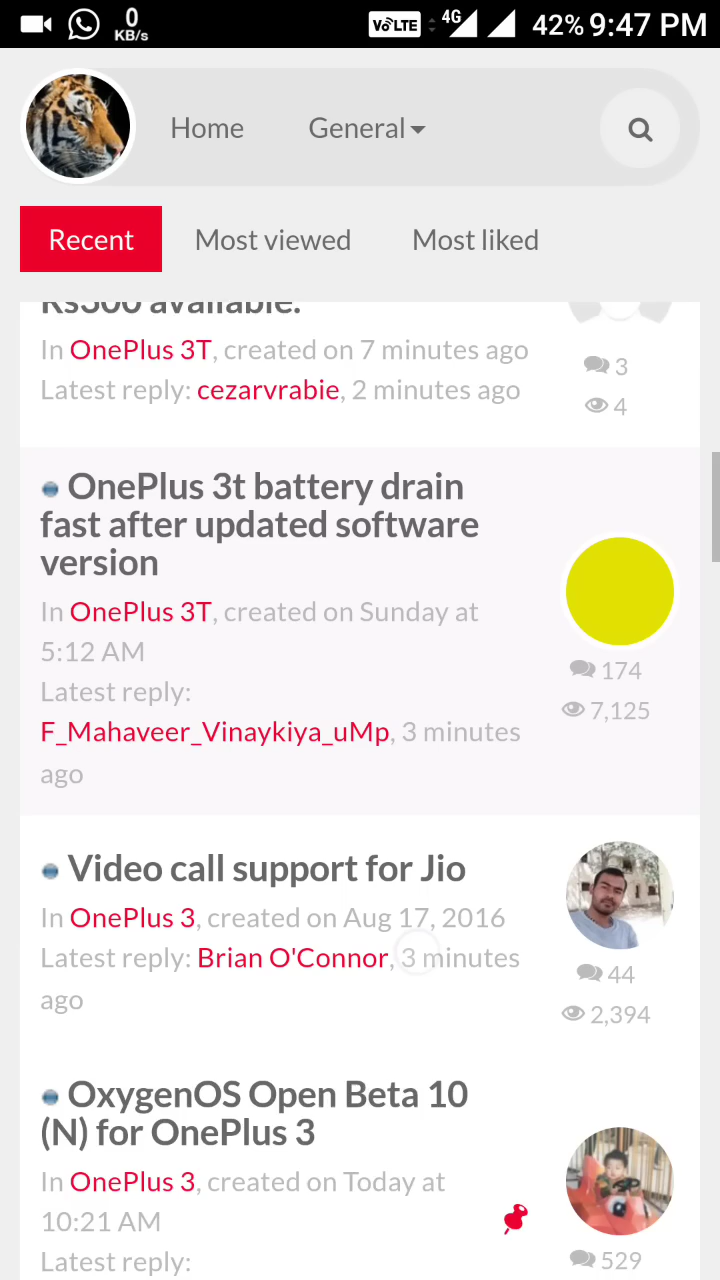 0
KB/s
VoLTE
4G
42% 9:47 PM
Home
General
Recent
Most viewed
Most liked
Rs500 available.
In OnePlus 3T, created on 7 minutes ago
Latest reply: cezarvrabie, 2 minutes ago
3
4
OnePlus 3t battery drain
fast after updated software
version
In OnePlus 3T, created on Sunday at
5:12 AM
Latest reply:
F_Mahaveer_Vinaykiya_uMp, 3 minutes
ago
174
7,125
Video call support for Jio
In OnePlus 3, created on Aug 17, 2016
Latest reply: Brian O'Connor, 3 minutes
ago
44
2,394
OxygenOS Open Beta 10
(N) for OnePlus 3
In OnePlus 3, created on Today at
10:21 AM
Latest reply:
529